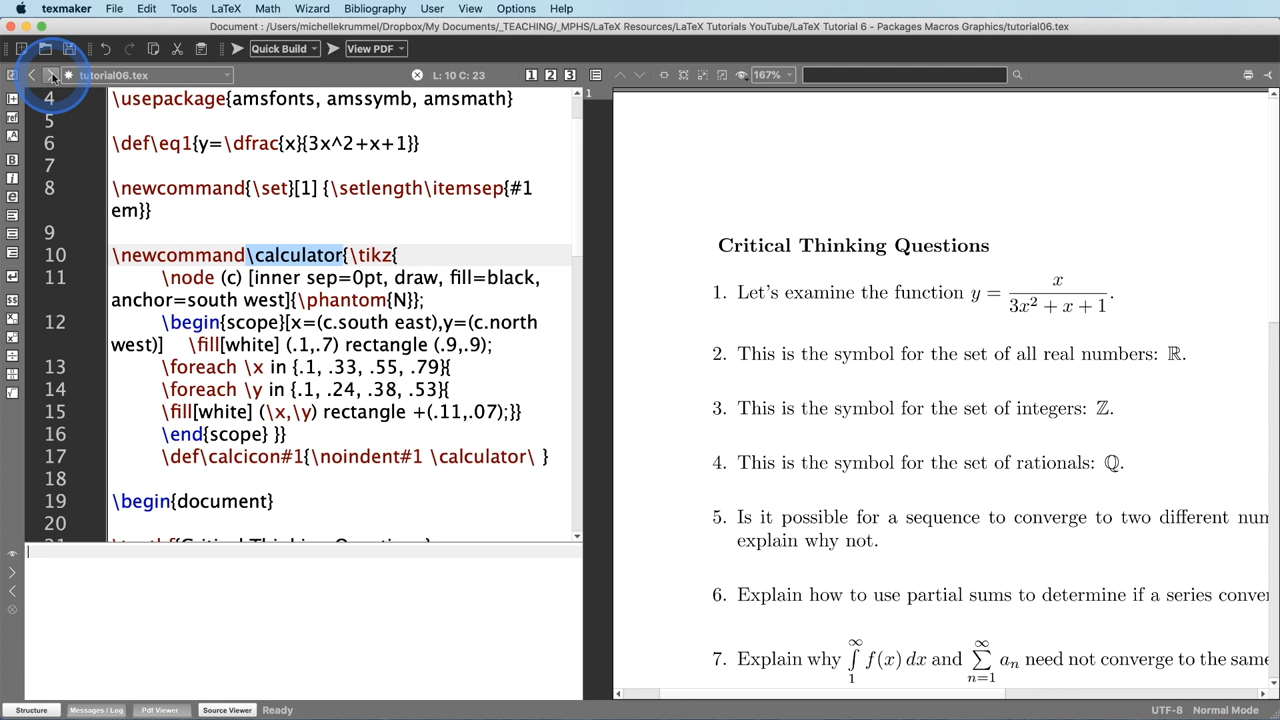 texmaker File Edit Tools LaTeX Math Wizard Bibliography User View Options Help
Document : /Users/michellekrummel/Dropbox/My Documents/_TEACHING/_MPHS/LaTeX Resources/LaTeX Tutorials YouTube/LaTeX Tutorial 6 - Packages Macros Graphics/tutorial06.tex
Quick Build View PDF
tutorial06.tex L: 10 C: 23 1 2 3 167%
4 \usepackage{amsfonts, amssymb, amsmath}
5
6 \def\eq1{y=\dfrac{x}{3x^2+x+1}}
7
8 \newcommand{\set}[1] {\setlength\itemsep{#1
em}}
9
10 \newcommand\calculator{\tikz{
11 \node (c) [inner sep=0pt, draw, fill=black,
anchor=south west]{\phantom{N}};
12 \begin{scope}[x=(c.south east),y=(c.north
west)] \fill[white] (.1,.7) rectangle (.9,.9);
13 \foreach \x in {.1, .33, .55, .79}{
14 \foreach \y in {.1, .24, .38, .53}{
15 \fill[white] (\x,\y) rectangle +(.11,.07);}}
16 \end{scope} }}
17 \def\calcicon#1{\noindent#1 \calculator\ }
18
19 \begin{document}
20
1
Critical Thinking Questions
1. Let's examine the function y = x / (3x² + x + 1).
2. This is the symbol for the set of all real numbers: ℝ.
3. This is the symbol for the set of integers: ℤ.
4. This is the symbol for the set of rationals: ℚ.
5. Is it possible for a sequence to converge to two different num
explain why not.
6. Explain how to use partial sums to determine if a series conver
7. Explain why ∫₁^∞ f(x) dx and ∑ₙ₌₁^∞ aₙ need not converge to the same
Structure Messages / Log Pdf Viewer Source Viewer Ready UTF-8 Normal Mode